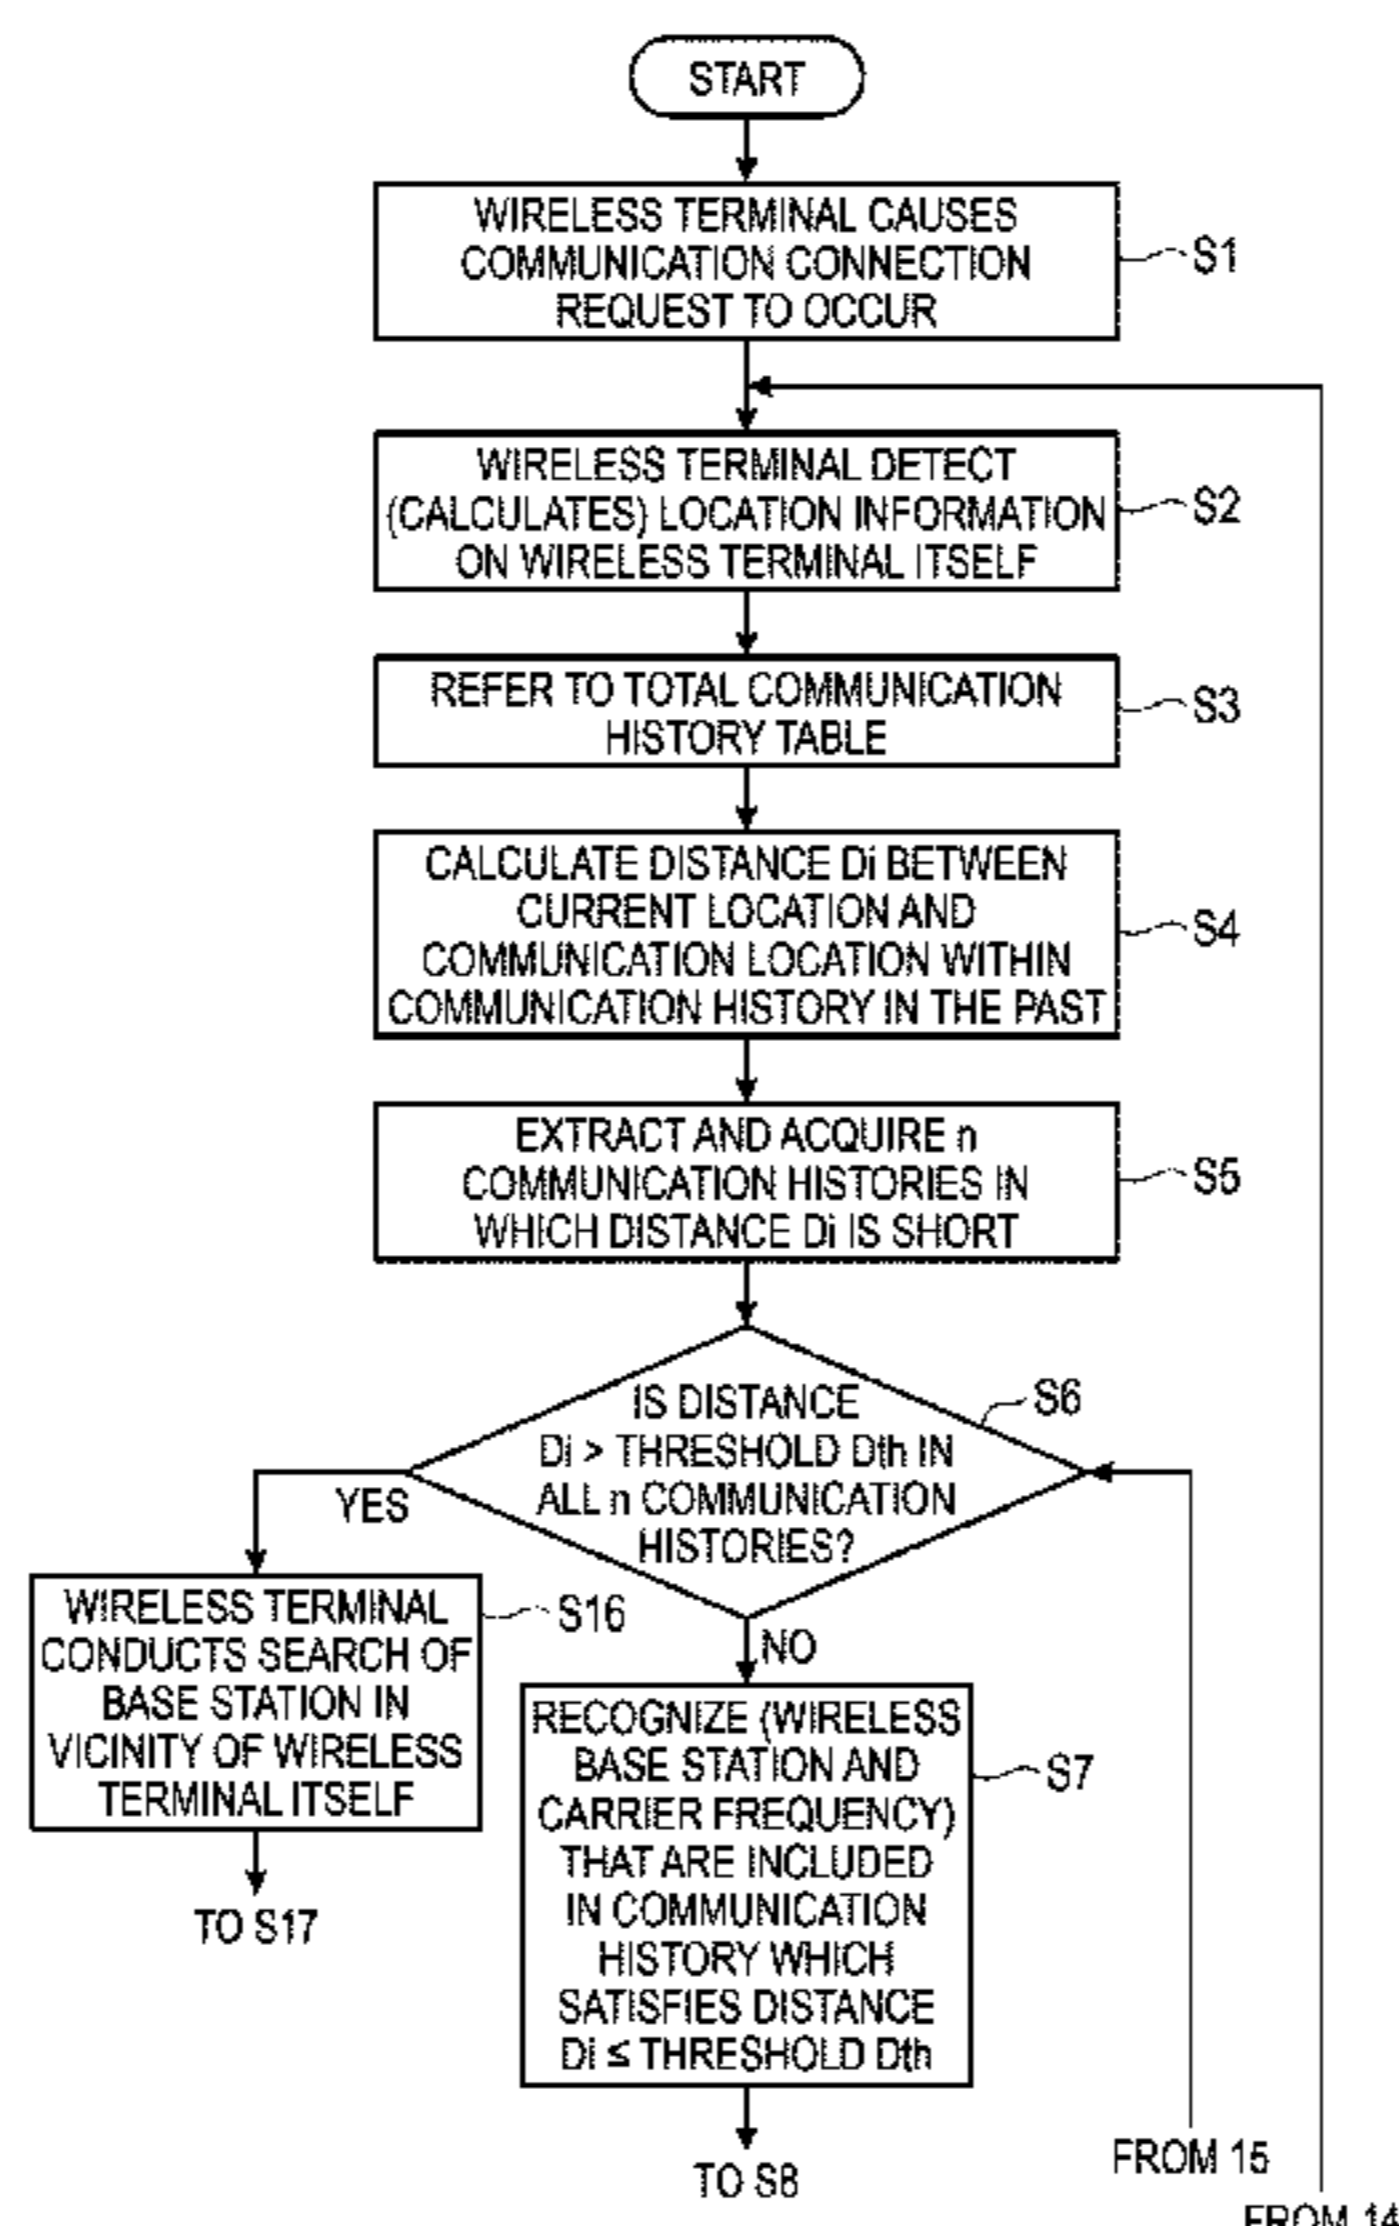 START
WIRELESS TERMINAL CAUSES
COMMUNICATION CONNECTION
REQUEST TO OCCUR
S1
WIRELESS TERMINAL DETECT
(CALCULATES) LOCATION INFORMATION
ON WIRELESS TERMINAL ITSELF
S2
REFER TO TOTAL COMMUNICATION
HISTORY TABLE
S3
CALCULATE DISTANCE Di BETWEEN
CURRENT LOCATION AND
COMMUNICATION LOCATION WITHIN
COMMUNICATION HISTORY IN THE PAST
S4
EXTRACT AND ACQUIRE n
COMMUNICATION HISTORIES IN
WHICH DISTANCE Di IS SHORT
S5
IS DISTANCE
Di > THRESHOLD Dth IN
ALL n COMMUNICATION
HISTORIES?
S6
YES
WIRELESS TERMINAL
CONDUCTS SEARCH OF
BASE STATION IN
VICINITY OF WIRELESS
TERMINAL ITSELF
S16
TO S17
NO
RECOGNIZE (WIRELESS
BASE STATION AND
CARRIER FREQUENCY)
THAT ARE INCLUDED
IN COMMUNICATION
HISTORY WHICH
SATISFIES DISTANCE
Di ≤ THRESHOLD Dth
S7
TO S8
FROM 15
FROM 14